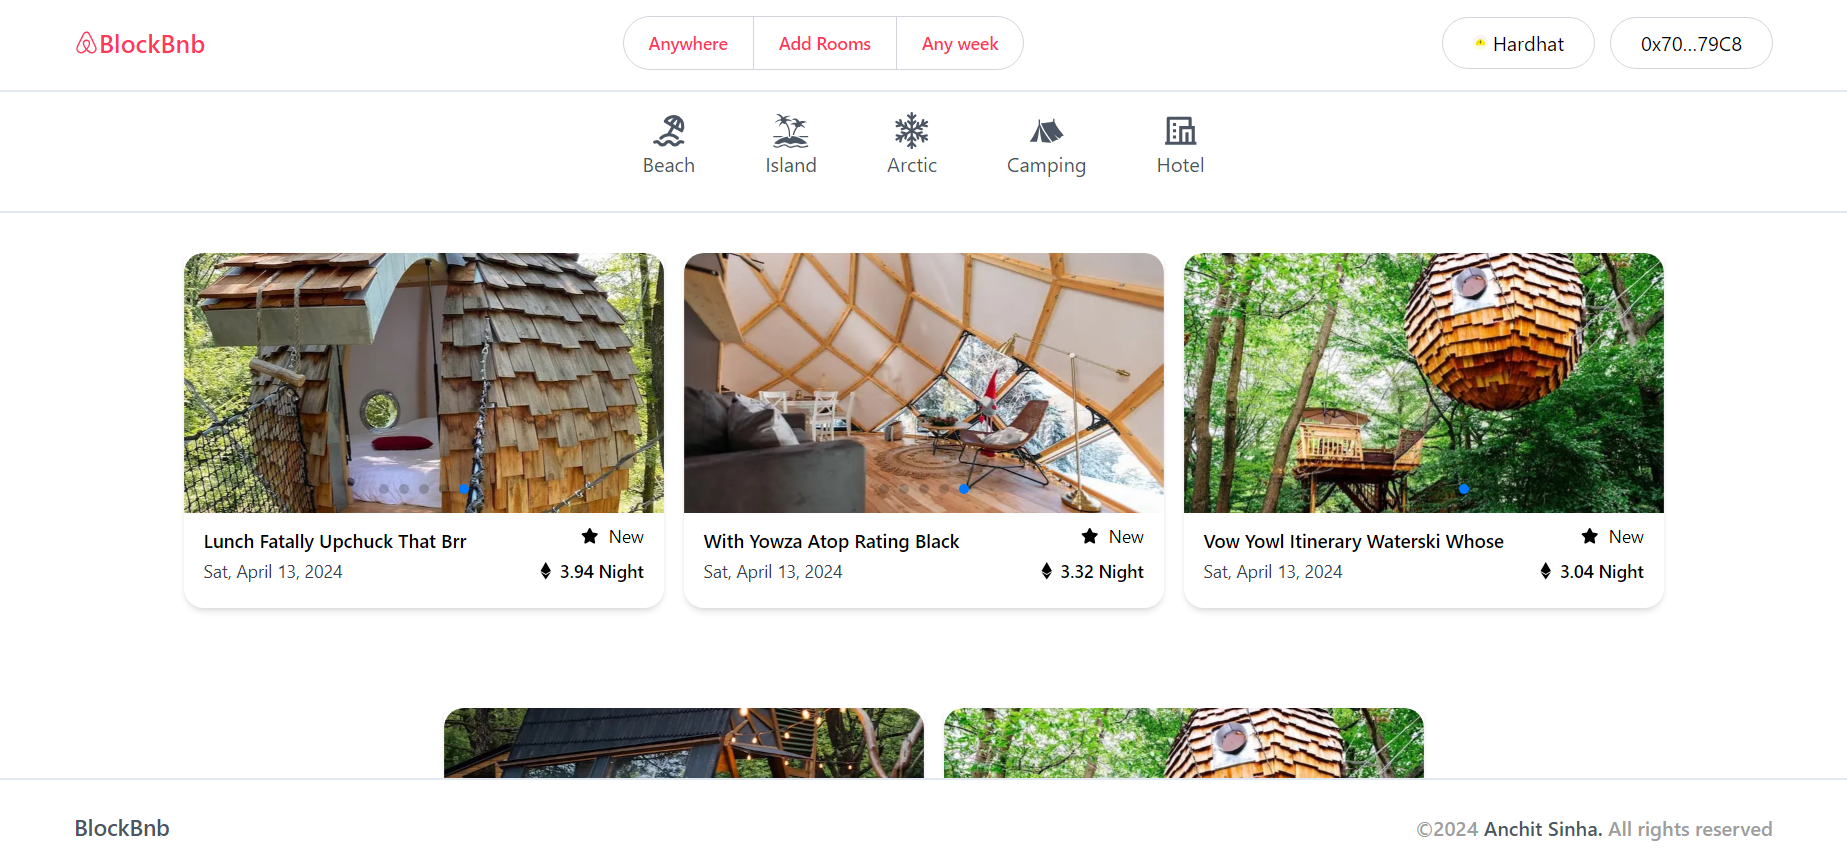 BlockBnb
Anywhere
Add Rooms
Any week
Hardhat
0x70...79C8
Beach
Island
Arctic
Camping
Hotel
Lunch Fatally Upchuck That Brr
New
Sat, April 13, 2024
3.94 Night
With Yowza Atop Rating Black
New
Sat, April 13, 2024
3.32 Night
Vow Yowl Itinerary Waterski Whose
New
Sat, April 13, 2024
3.04 Night
BlockBnb
©2024 Anchit Sinha. All rights reserved